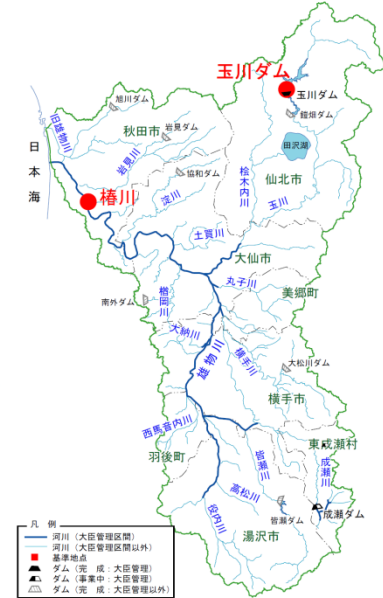 玉川ダム
玉川ダム
旭川ダム
鎧畑ダム
旧雄物川
秋田市
岩見ダム
岩見川
田沢湖
日本海
協和ダム
桧木内川
仙北市
椿川
淀川
玉川
土買川
大仙市
丸子川
美郷町
南外ダム
楢岡川
大納川
雄物川
横手川
大松川ダム
横手市
西馬音内川
東成瀬村
羽後町
皆瀬川
成瀬川
高松川
役内川
皆瀬ダム
成瀬ダム
湯沢市
凡 例
河川（大臣管理区間）
河川（大臣管理区間以外）
基準地点
ダム（完 成：大臣管理）
ダム（事業中：大臣管理）
ダム（完 成：大臣管理以外）